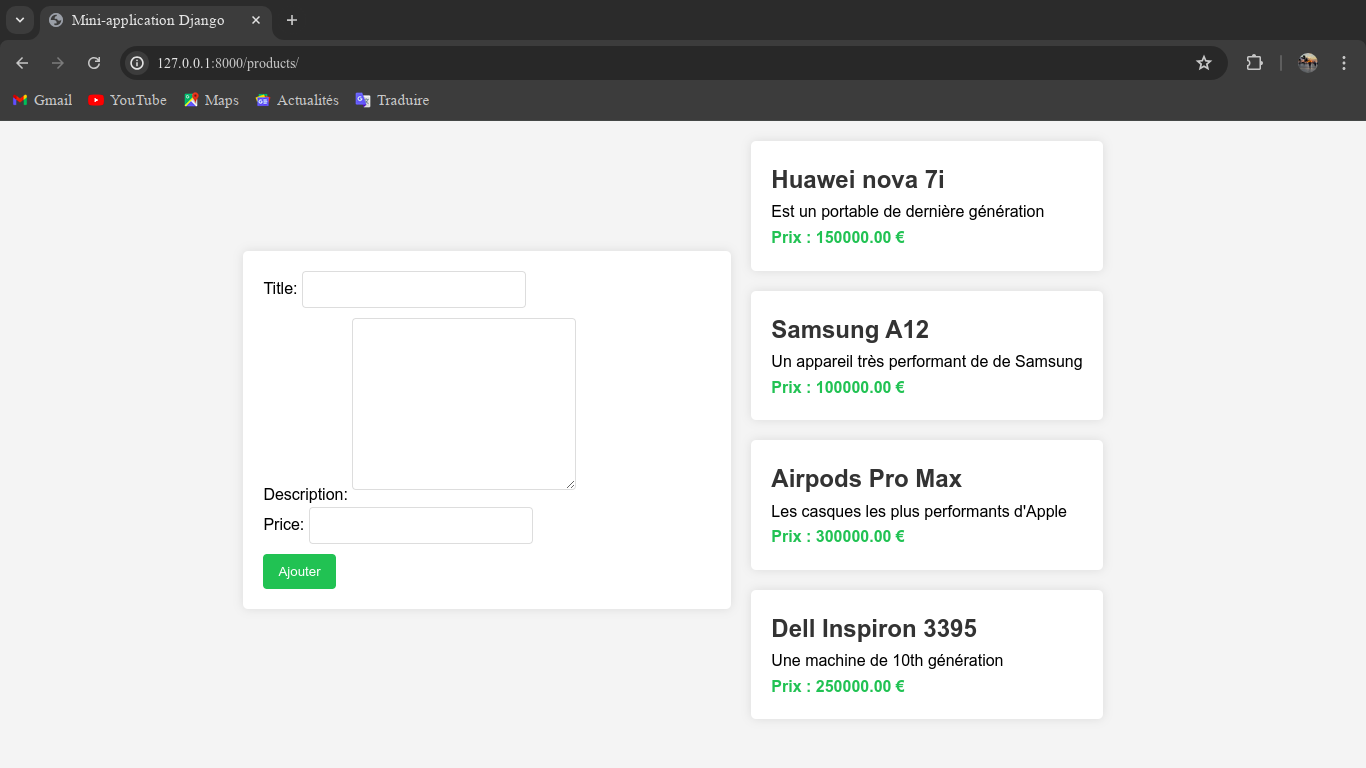 Mini-application Django
127.0.0.1:8000/products/
Gmail YouTube Maps Actualités Traduire
Title:
Description:
Price:
Ajouter
Huawei nova 7i
Est un portable de dernière génération
Prix : 150000.00 €
Samsung A12
Un appareil très performant de de Samsung
Prix : 100000.00 €
Airpods Pro Max
Les casques les plus performants d'Apple
Prix : 300000.00 €
Dell Inspiron 3395
Une machine de 10th génération
Prix : 250000.00 €